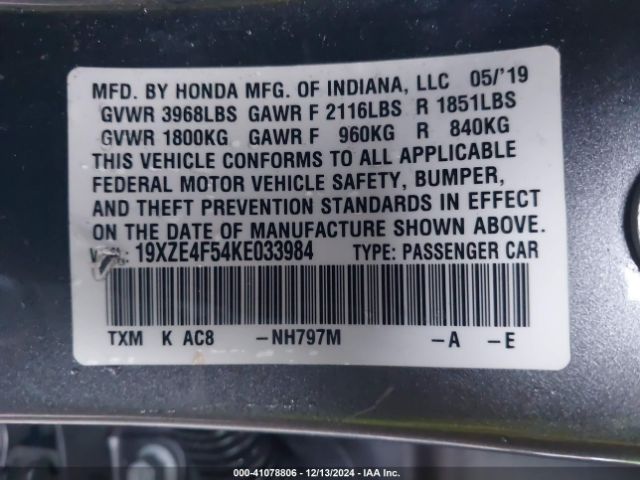 MFD. BY HONDA MFG. OF INDIANA, LLC 05/'19
GVWR 3968LBS GAWR F 2116LBS R 1851LBS
GVWR 1800KG GAWR F 960KG R 840KG
THIS VEHICLE CONFORMS TO ALL APPLICABLE
FEDERAL MOTOR VEHICLE SAFETY, BUMPER,
AND THEFT PREVENTION STANDARDS IN EFFECT
ON THE DATE OF MANUFACTURE SHOWN ABOVE.
19XZE4F54KE033984 TYPE: PASSENGER CAR
TXM K AC8 -NH797M -A -E
000-41078806 - 12/13/2024 - IAA Inc.